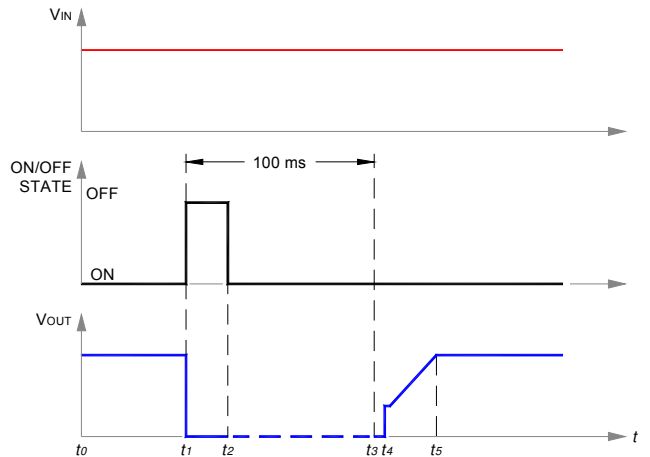 VIN
ON/OFF
STATE
OFF
100 ms
ON
VOUT
t0 t1 t2 t3 t4 t5 t